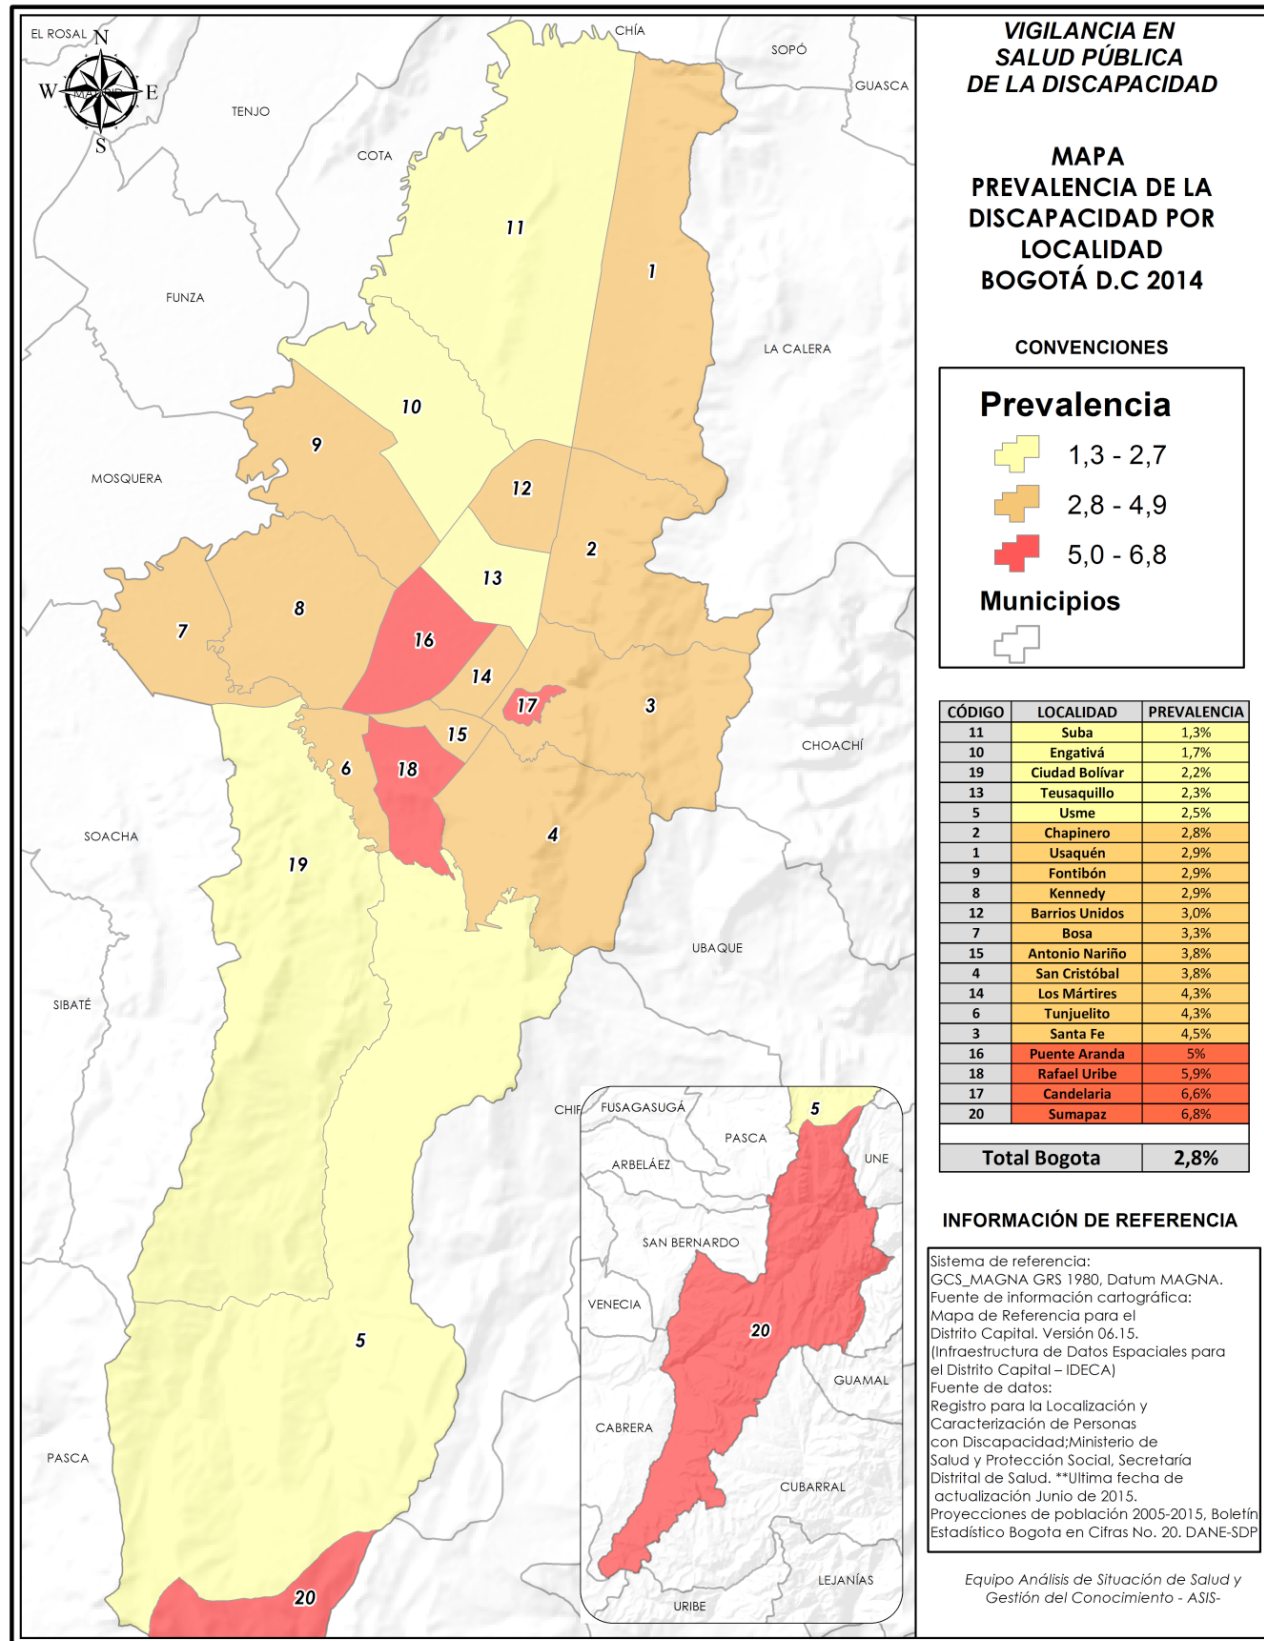 VIGILANCIA EN
SALUD PÚBLICA
DE LA DISCAPACIDAD
MAPA
PREVALENCIA DE LA
DISCAPACIDAD POR
LOCALIDAD
BOGOTÁ D.C 2014
CONVENCIONES
Prevalencia
1,3 - 2,7
2,8 - 4,9
5,0 - 6,8
Municipios
CÓDIGO LOCALIDAD PREVALENCIA
11 Suba 1,3%
10 Engativá 1,7%
19 Ciudad Bolívar 2,2%
13 Teusaquillo 2,3%
5 Usme 2,5%
2 Chapinero 2,8%
1 Usaquén 2,9%
9 Fontibón 2,9%
8 Kennedy 2,9%
12 Barrios Unidos 3,0%
7 Bosa 3,3%
15 Antonio Nariño 3,8%
4 San Cristóbal 3,8%
14 Los Mártires 4,3%
6 Tunjuelito 4,3%
3 Santa Fe 4,5%
16 Puente Aranda 5%
18 Rafael Uribe 5,9%
17 Candelaria 6,6%
20 Sumapaz 6,8%
Total Bogota 2,8%
INFORMACIÓN DE REFERENCIA
Sistema de referencia:
GCS_MAGNA GRS 1980, Datum MAGNA.
Fuente de información cartográfica:
Mapa de Referencia para el
Distrito Capital. Versión 06.15.
(Infraestructura de Datos Espaciales para
el Distrito Capital – IDECA)
Fuente de datos:
Registro para la Localización y
Caracterización de Personas
con Discapacidad;Ministerio de
Salud y Protección Social, Secretaría
Distrital de Salud. **Ultima fecha de
actualización Junio de 2015.
Proyecciones de población 2005-2015, Boletín
Estadístico Bogota en Cifras No. 20. DANE-SDP
Equipo Análisis de Situación de Salud y
Gestión del Conocimiento - ASIS-
EL ROSAL
N
W
E
S
CHÍA
SOPÓ
GUASCA
TENJO
COTA
11
1
FUNZA
LA CALERA
10
9
MOSQUERA
12
2
13
8
7
16
14
17
3
15
CHOACHÍ
6
18
SOACHA
4
19
UBAQUE
SIBATÉ
CHIP
5
PASCA
20
5
FUSAGASUGÁ
PASCA
UNE
ARBELÁEZ
SAN BERNARDO
VENECIA
20
GUAMAL
CABRERA
CUBARRAL
LEJANÍAS
URIBE